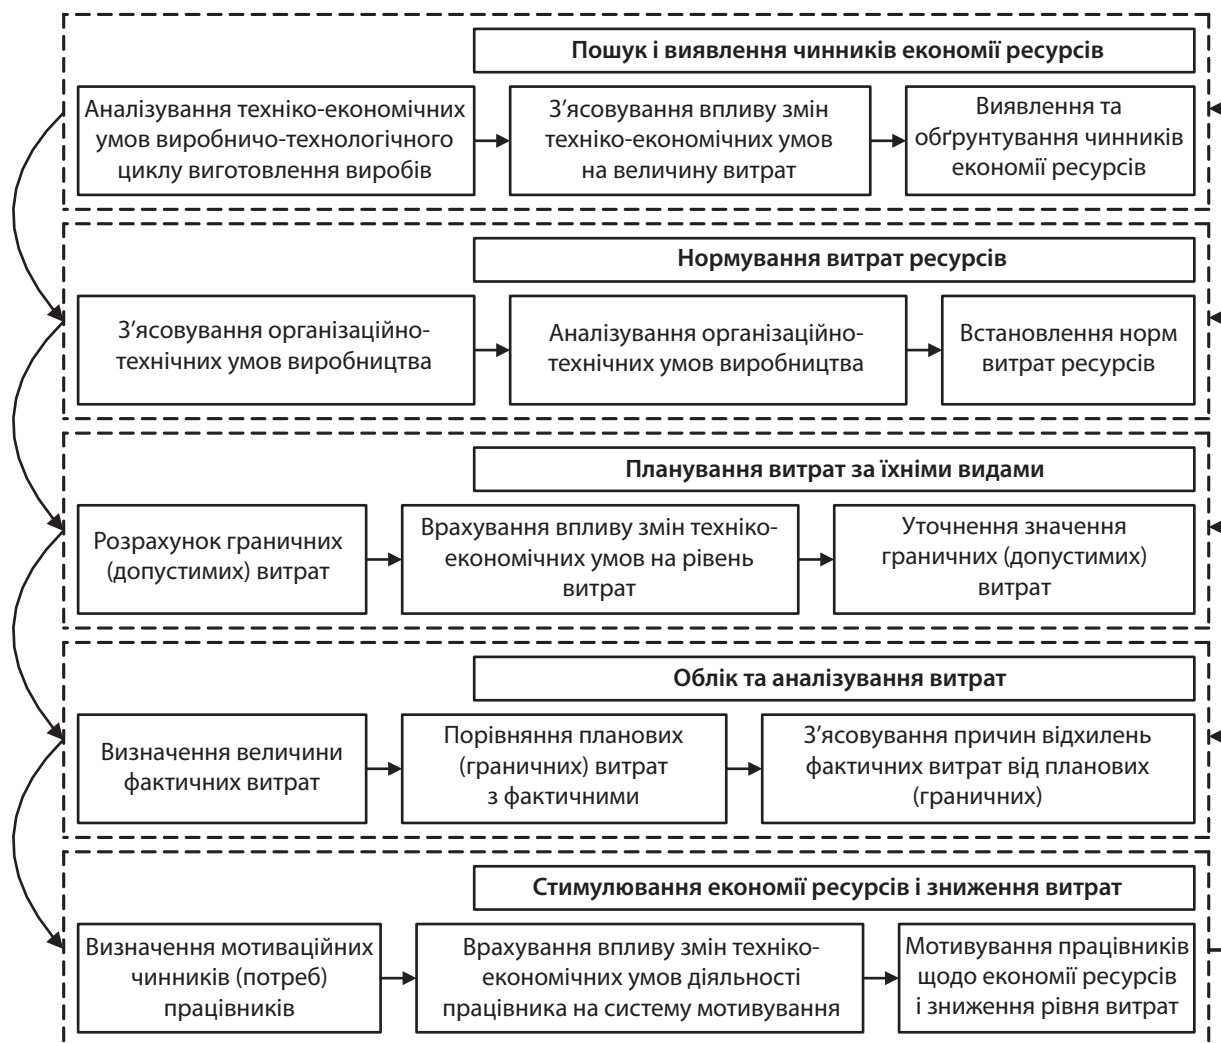 Пошук і виявлення чинників економії ресурсів
Аналізування техніко-економічних
умов виробничо-технологічного
циклу виготовлення виробів
З'ясовування впливу змін
техніко-економічних умов
на величину витрат
Виявлення та
обґрунтування чинників
економії ресурсів
Нормування витрат ресурсів
З'ясовування організаційно-
технічних умов виробництва
Аналізування організаційно-
технічних умов виробництва
Встановлення норм
витрат ресурсів
Планування витрат за їхніми видами
Розрахунок граничних
(допустимих) витрат
Врахування впливу змін техніко-
економічних умов на рівень
витрат
Уточнення значення
граничних (допустимих)
витрат
Облік та аналізування витрат
Визначення величини
фактичних витрат
Порівняння планових
(граничних) витрат
з фактичними
З'ясовування причин відхилень
фактичних витрат від планових
(граничних)
Стимулювання економії ресурсів і зниження витрат
Визначення мотиваційних
чинників (потреб)
працівників
Врахування впливу змін техніко-
економічних умов діяльності
працівника на систему мотивування
Мотивування працівників
щодо економії ресурсів
і зниження рівня витрат